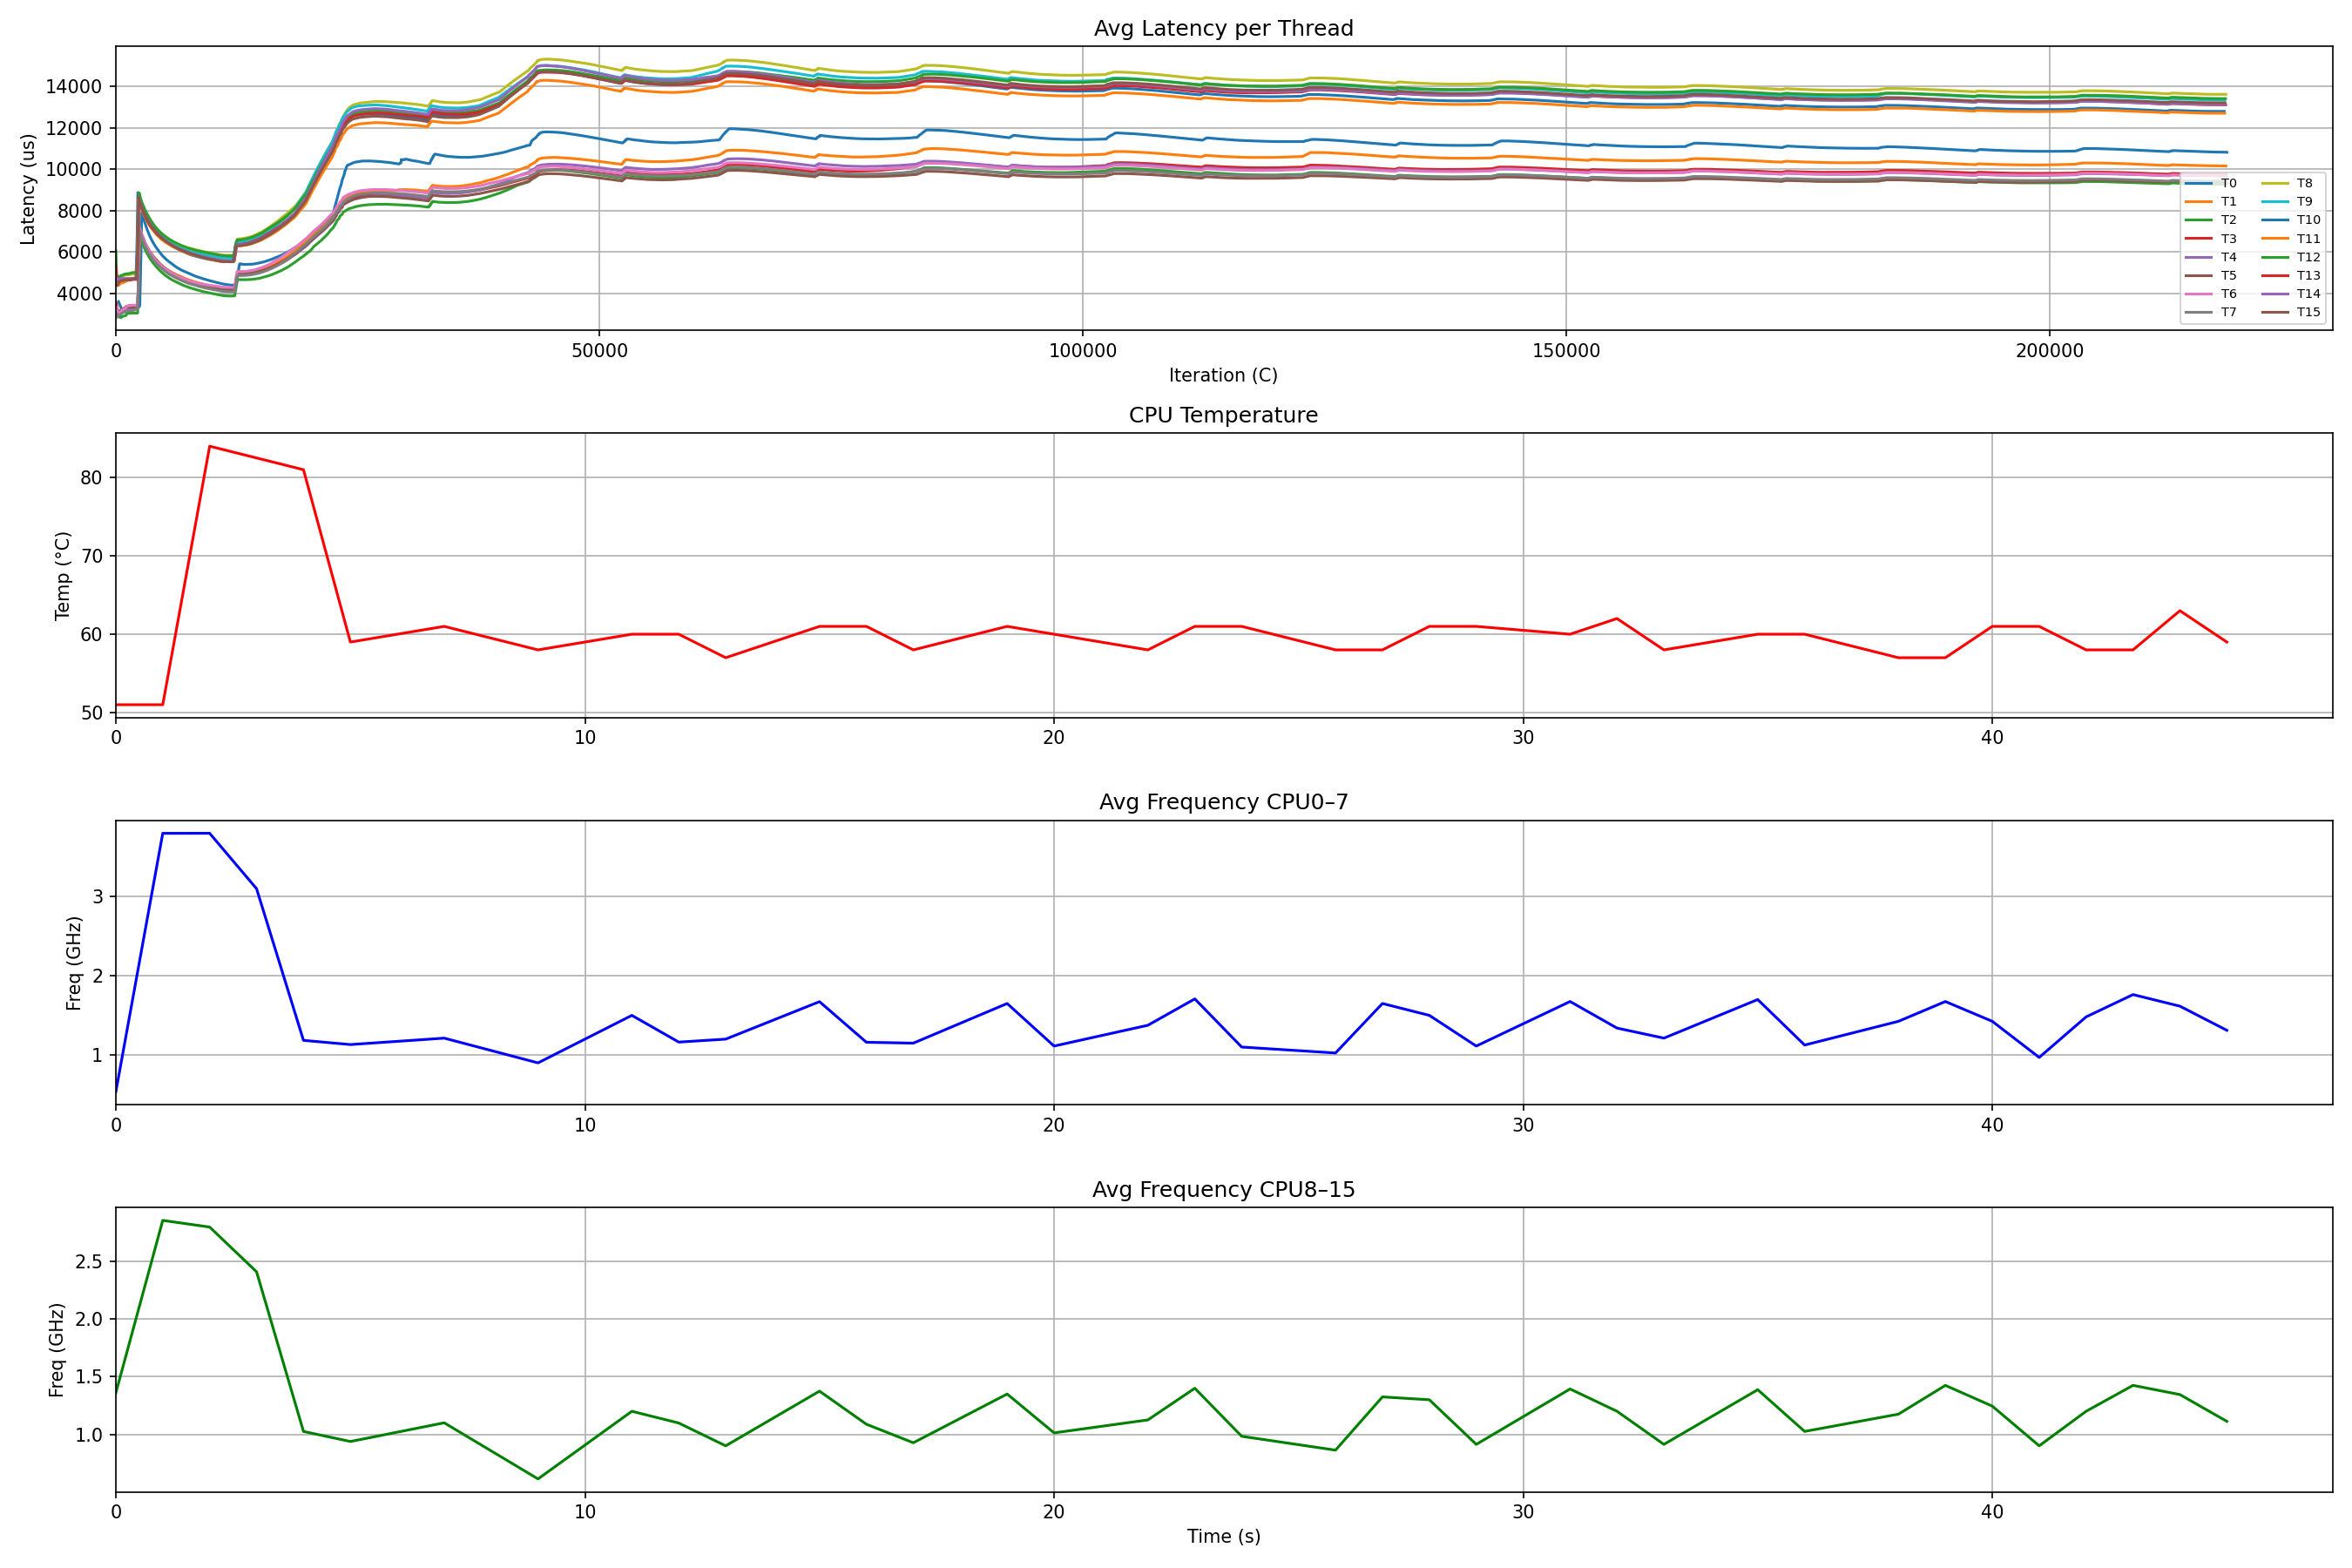 Avg Latency per Thread
Latency (us)
14000
12000
10000
8000
6000
4000
T0 T8
T1 T9
T2 T10
T3 T11
T4 T12
T5 T13
T6 T14
T7 T15
0 50000 100000 150000 200000
Iteration (C)
CPU Temperature
Temp (°C)
80
70
60
50
0 10 20 30 40
Avg Frequency CPU0–7
Freq (GHz)
3
2
1
0 10 20 30 40
Avg Frequency CPU8–15
Freq (GHz)
2.5
2.0
1.5
1.0
0 10 20 30 40
Time (s)